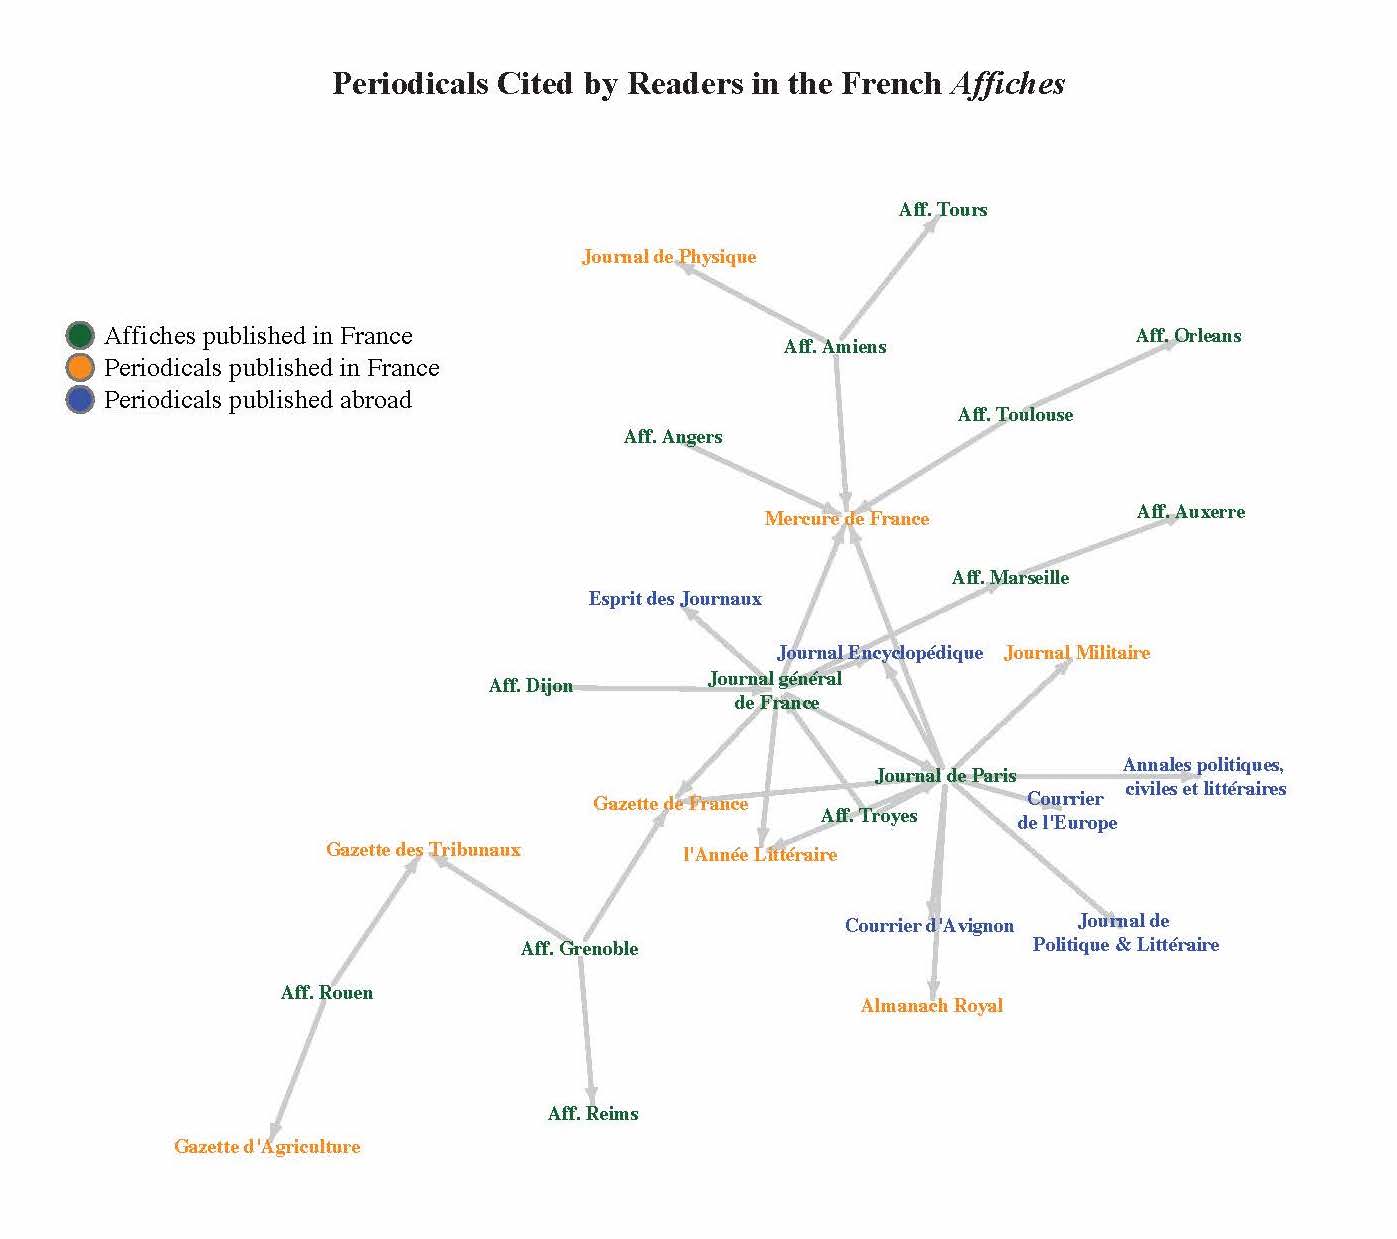 Periodicals Cited by Readers in the French Affiches
Aff. Tours
Journal de Physique
Affiches published in France
Periodicals published in France
Periodicals published abroad
Aff. Amiens
Aff. Orleans
Aff. Toulouse
Aff. Angers
Mercure de France
Aff. Auxerre
Aff. Marseille
Esprit des Journaux
Journal Encyclopédique
Journal Militaire
Aff. Dijon
Journal général
de France
Journal de Paris
Annales politiques,
civiles et littéraires
Gazette de France
Aff. Troyes
Courrier
de l'Europe
Gazette des Tribunaux
l'Année Littéraire
Courrier d'Avignon
Journal de
Politique & Littéraire
Aff. Grenoble
Aff. Rouen
Almanach Royal
Aff. Reims
Gazette d'Agriculture